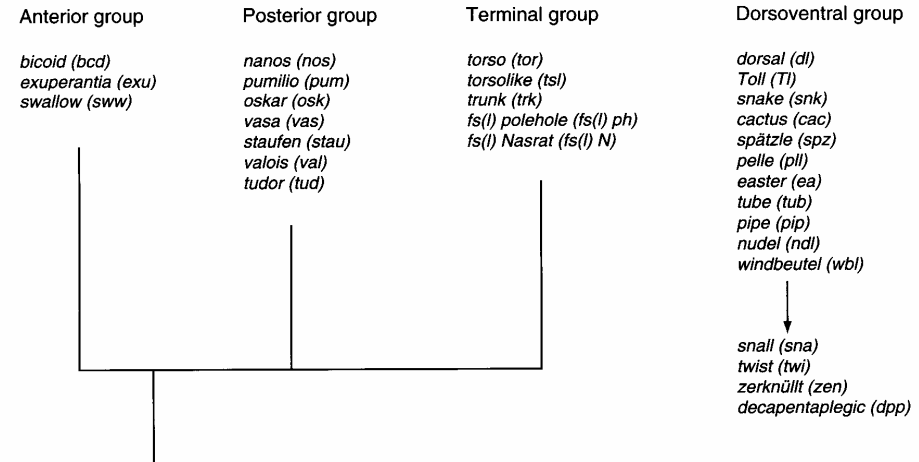 Anterior group
bicoid (bcd)
exuperantia (exu)
swallow (sww)
Posterior group
nanos (nos)
pumilio (pum)
oskar (osk)
vasa (vas)
staufen (stau)
valois (val)
tudor (tud)
Terminal group
torso (tor)
torsolike (tsl)
trunk (trk)
fs(l) polehole (fs(l) ph)
fs(l) Nasrat (fs(l) N)
Dorsoventral group
dorsal (dl)
Toll (Tl)
snake (snk)
cactus (cac)
spätzle (spz)
pelle (pll)
easter (ea)
tube (tub)
pipe (pip)
nudel (ndl)
windbeutel (wbl)
snall (sna)
twist (twi)
zerknüllt (zen)
decapentaplegic (dpp)